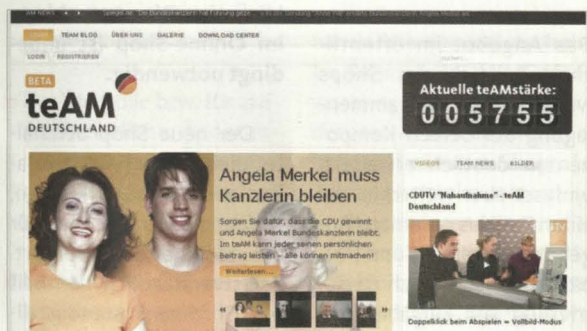 TEAM BLOG ÜBER UNS GALERIE DOWNLOAD CENTER
LOGIN REGISTRIEREN
BETA
teAM
DEUTSCHLAND
Aktuelle teAMstärke:
005755
Angela Merkel muss
Kanzlerin bleiben
Sorgen Sie dafür, dass die CDU gewinnt
und Angela Merkel Bundeskanzlerin bleibt.
Im teAM kann jeder seinen persönlichen
beitrag leisten - alle können mitmachen!
Weiterlesen...
VIDEOS TEAM NEWS BILDER
CDUTV "Nahaufnahme" - teAM
Deutschland
Doppelklick beim Abspielen = Vollbild-Modus